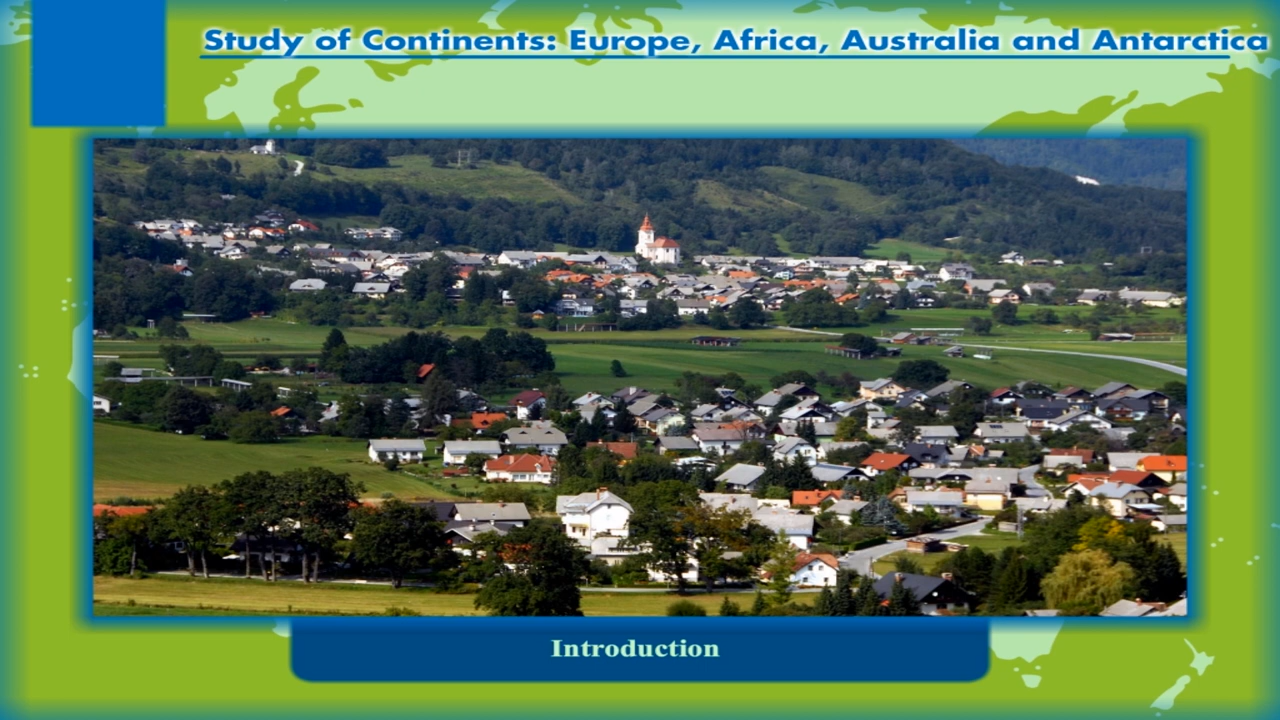 Study of Continents: Europe, Africa, Australia and Antarctica
Introduction